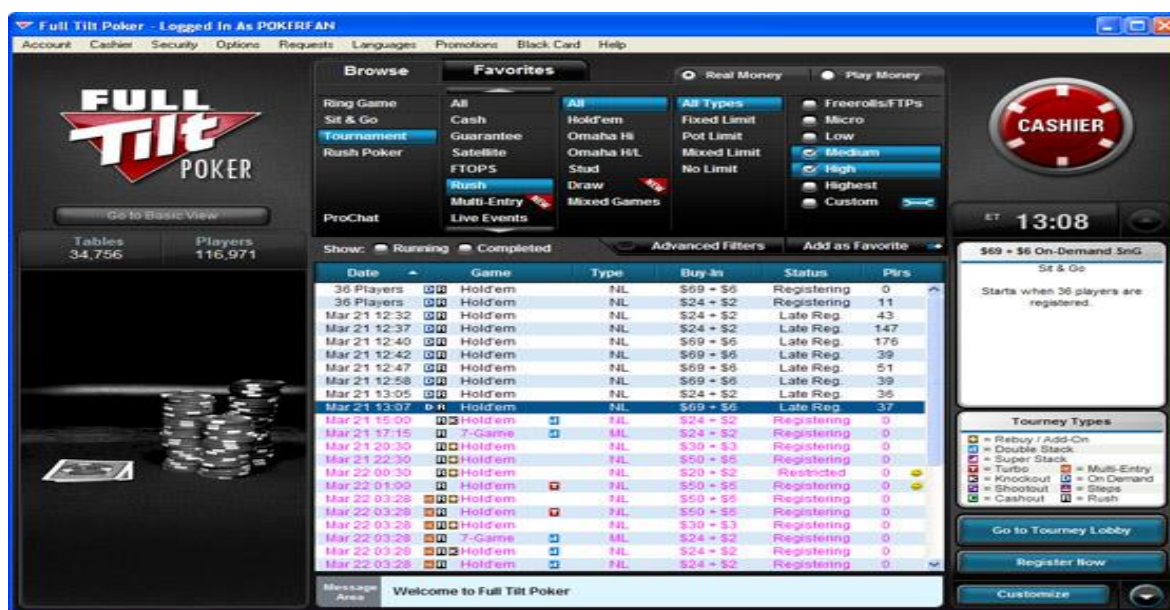 Full Tilt Poker - Logged In As POKERFAN
Account Cashier Security Options Requests Languages Promotions Black Card Help
FULL
Tilt
POKER
Go to Basic View
Tables Players
34,756 116,971
Browse Favorites
Real Money Play Money
Ring Game
Sit & Go
Tournament
Rush Poker
ProChat
All
Cash
Guarantee
Satellite
FTOPS
Rush
Multi-Entry NEW
Live Events
All
Hold'em
Omaha Hi
Omaha H/L
Stud
Draw NEW
Mixed Games
All Types
Fixed Limit
Pot Limit
Mixed Limit
No Limit
Freerolls/FTPs
Micro
Low
Medium
High
Highest
Custom
Show: Running Completed
Advanced Filters Add as Favorite
Date Game Type Buy-In Status Plrs
36 Players D R Hold'em NL $69 + $6 Registering 0
36 Players D R Hold'em NL $24 + $2 Registering 11
Mar 21 12:32 D R Hold'em NL $24 + $2 Late Reg. 43
Mar 21 12:37 D R Hold'em NL $24 + $2 Late Reg. 147
Mar 21 12:40 D R Hold'em NL $69 + $6 Late Reg. 176
Mar 21 12:42 D R Hold'em NL $69 + $6 Late Reg. 39
Mar 21 12:47 D R Hold'em NL $69 + $6 Late Reg. 51
Mar 21 12:58 D R Hold'em NL $69 + $6 Late Reg. 39
Mar 21 13:05 D R Hold'em NL $24 + $2 Late Reg. 36
Mar 21 13:07 D R Hold'em NL $69 + $6 Late Reg. 37
Mar 21 15:00 R Hold'em NL $24 + $2 Registering 0
Mar 21 17:15 R 7-Game ML $24 + $2 Registering 0
Mar 21 20:30 R Hold'em NL $30 + $3 Registering 0
Mar 21 22:30 R Hold'em NL $50 + $5 Registering 0
Mar 22 00:30 R Hold'em NL $20 + $2 Restricted 0
Mar 22 01:00 R Hold'em T NL $50 + $5 Registering 0
Mar 22 03:28 R Hold'em NL $50 + $5 Registering 0
Mar 22 03:28 R Hold'em T NL $50 + $5 Registering 0
Mar 22 03:28 R Hold'em NL $30 + $3 Registering 0
Mar 22 03:28 R 7-Game ML $24 + $2 Registering 0
Mar 22 03:28 R Hold'em NL $24 + $2 Registering 0
Mar 22 03:28 R Hold'em NL $24 + $2 Registering 0
Message Area
Welcome to Full Tilt Poker
CASHIER
ET 13:08
$69 + $6 On-Demand SnG
Sit & Go
Starts when 36 players are
registered.
Tourney Types
= Rebuy / Add-On
= Double Stack
= Super Stack
T = Turbo = Multi-Entry
= Knockout D = On Demand
= Shootout = Steps
= Cashout R = Rush
Go to Tourney Lobby
Register Now
Customize